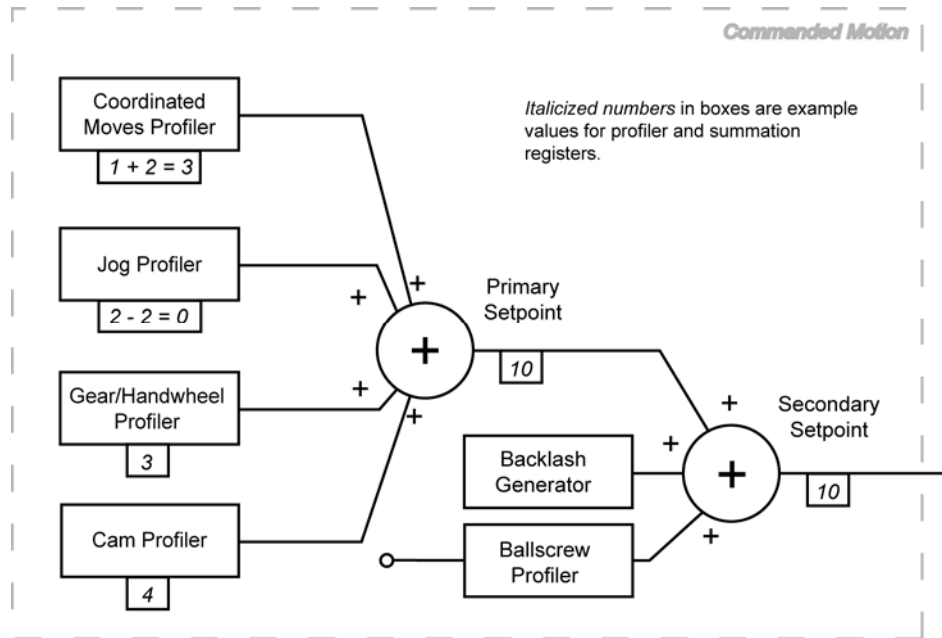 Commanded Motion
Coordinated
Moves Profiler
1 + 2 = 3
Italicized numbers in boxes are example
values for profiler and summation
registers.
Jog Profiler
2 - 2 = 0
+
+
Primary
Setpoint
+
10
Gear/Handwheel
Profiler
3
+
+
+
Secondary
Setpoint
Backlash
Generator
+
+
10
Cam Profiler
4
Ballscrew
Profiler
+